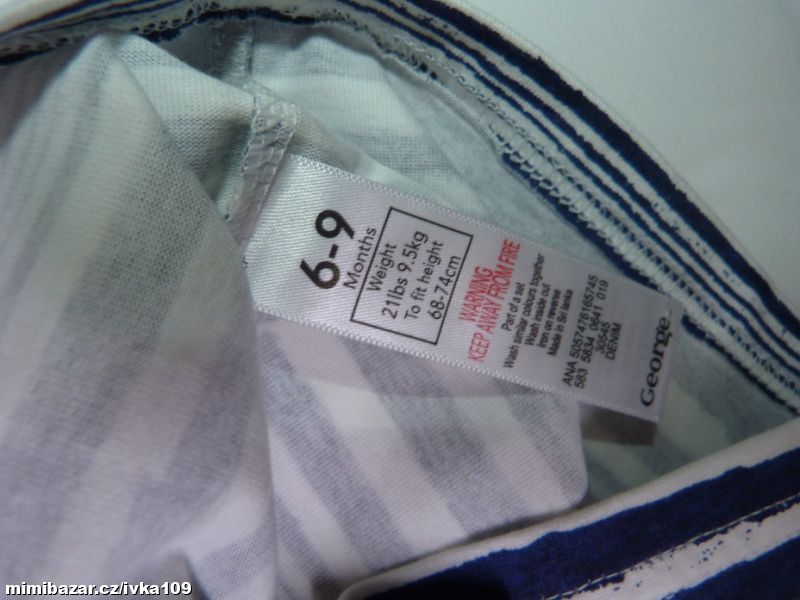 6-9
Months
Weight
21lbs 9.5kg
To fit height
68-74cm
WARNING
KEEP AWAY FROM FIRE
Part of a set
Wash similar colours together
Wash inside out
Iron on reverse
Made in Sri lanka
ANA 5057476165745
583 5834 0641 019
30545
DENIM
George.
mimibazar.cz/ivka109